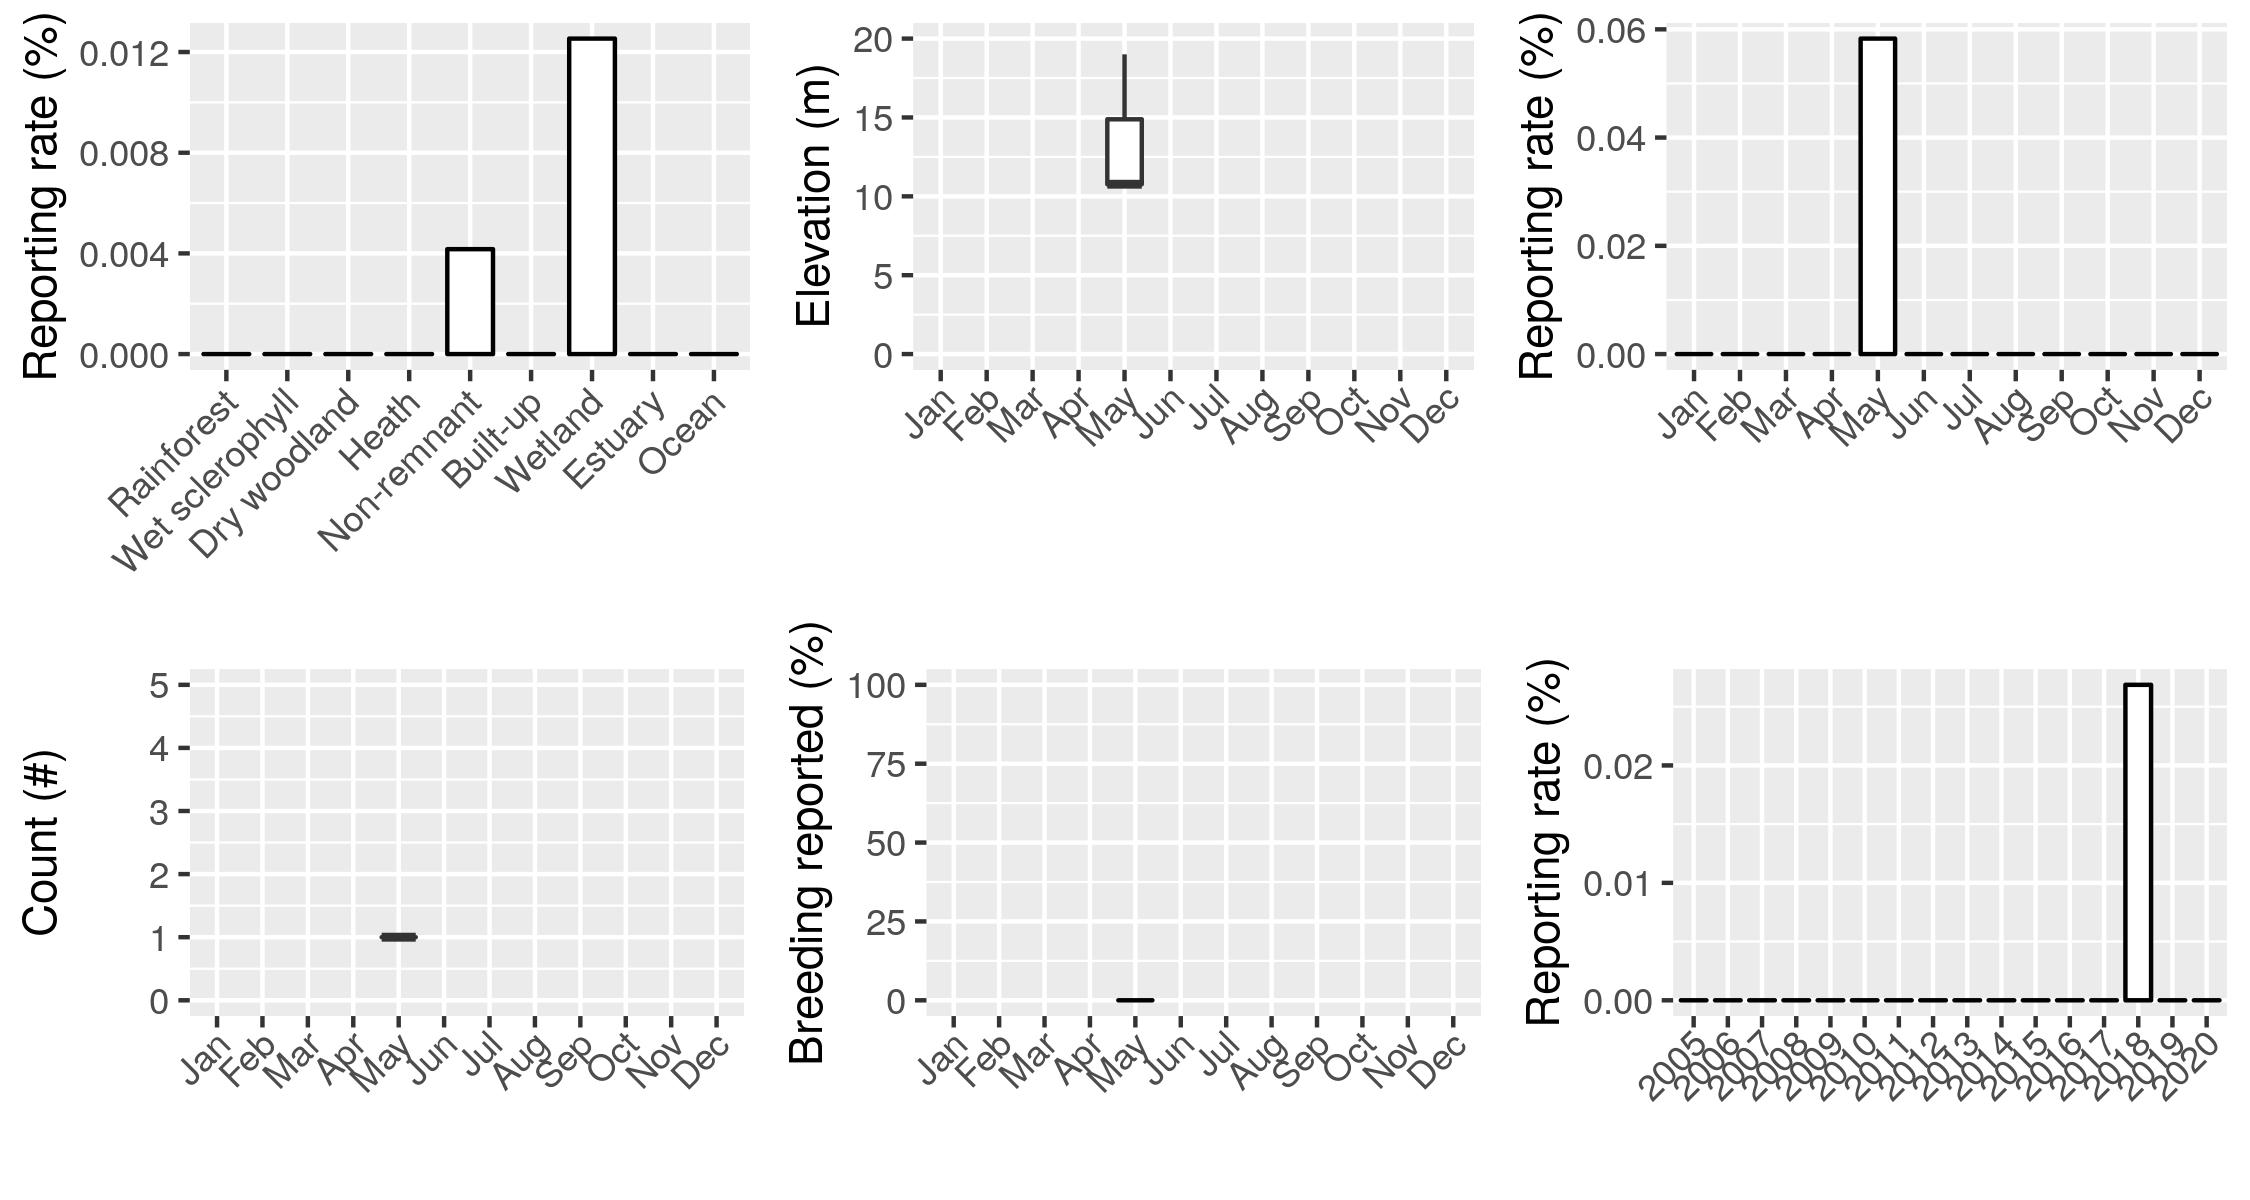 Reporting rate (%)
0.012
0.008
0.004
0.000
Rainforest
Wet sclerophyll
Dry woodland
Heath
Non-remnant
Built-up
Wetland
Estuary
Ocean
Elevation (m)
20
15
10
5
0
Jan
Feb
Mar
Apr
May
Jun
Jul
Aug
Sep
Oct
Nov
Dec
Reporting rate (%)
0.06
0.04
0.02
0.00
Jan
Feb
Mar
Apr
May
Jun
Jul
Aug
Sep
Oct
Nov
Dec
Count (#)
5
4
3
2
1
0
Jan
Feb
Mar
Apr
May
Jun
Jul
Aug
Sep
Oct
Nov
Dec
Breeding reported (%)
100
75
50
25
0
Jan
Feb
Mar
Apr
May
Jun
Jul
Aug
Sep
Oct
Nov
Dec
Reporting rate (%)
0.02
0.01
0.00
2005
2006
2007
2008
2009
2010
2011
2012
2013
2014
2015
2016
2017
2018
2019
2020